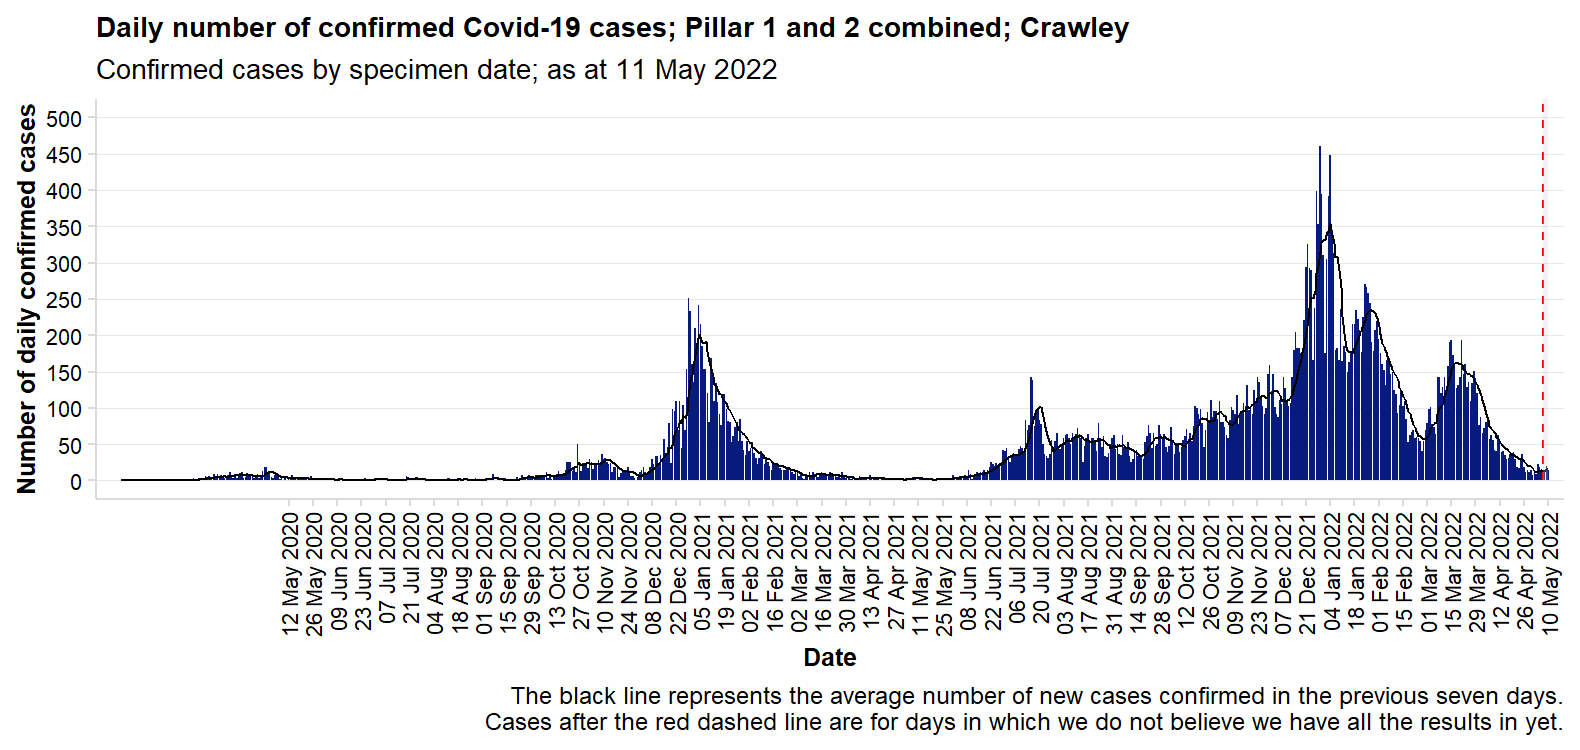 Daily number of confirmed Covid-19 cases; Pillar 1 and 2 combined; Crawley
Confirmed cases by specimen date; as at 11 May 2022
Number of daily confirmed cases
500
450
400
350
300
250
200
150
100
50
0
12 May 2020
26 May 2020
09 Jun 2020
23 Jun 2020
07 Jul 2020
21 Jul 2020
04 Aug 2020
18 Aug 2020
01 Sep 2020
15 Sep 2020
29 Sep 2020
13 Oct 2020
27 Oct 2020
10 Nov 2020
24 Nov 2020
08 Dec 2020
22 Dec 2020
05 Jan 2021
19 Jan 2021
02 Feb 2021
16 Feb 2021
02 Mar 2021
16 Mar 2021
30 Mar 2021
13 Apr 2021
27 Apr 2021
11 May 2021
25 May 2021
08 Jun 2021
22 Jun 2021
06 Jul 2021
20 Jul 2021
03 Aug 2021
17 Aug 2021
31 Aug 2021
14 Sep 2021
28 Sep 2021
12 Oct 2021
26 Oct 2021
09 Nov 2021
23 Nov 2021
07 Dec 2021
21 Dec 2021
04 Jan 2022
18 Jan 2022
01 Feb 2022
15 Feb 2022
01 Mar 2022
15 Mar 2022
29 Mar 2022
12 Apr 2022
26 Apr 2022
10 May 2022
Date
The black line represents the average number of new cases confirmed in the previous seven days.
Cases after the red dashed line are for days in which we do not believe we have all the results in yet.